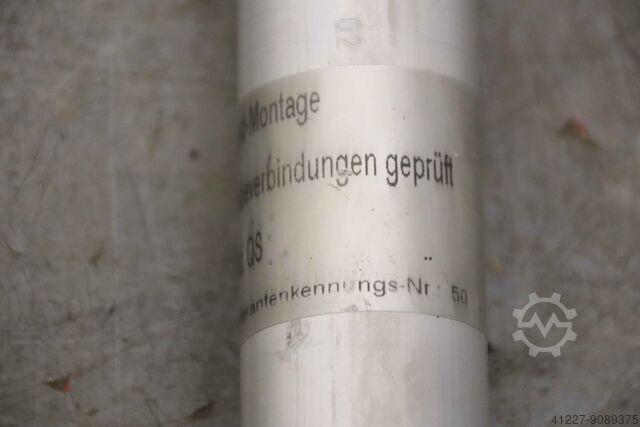 -Montage
verbindungen geprüft
QS
rantenkennungs-Nr.: 50
41227-9089375